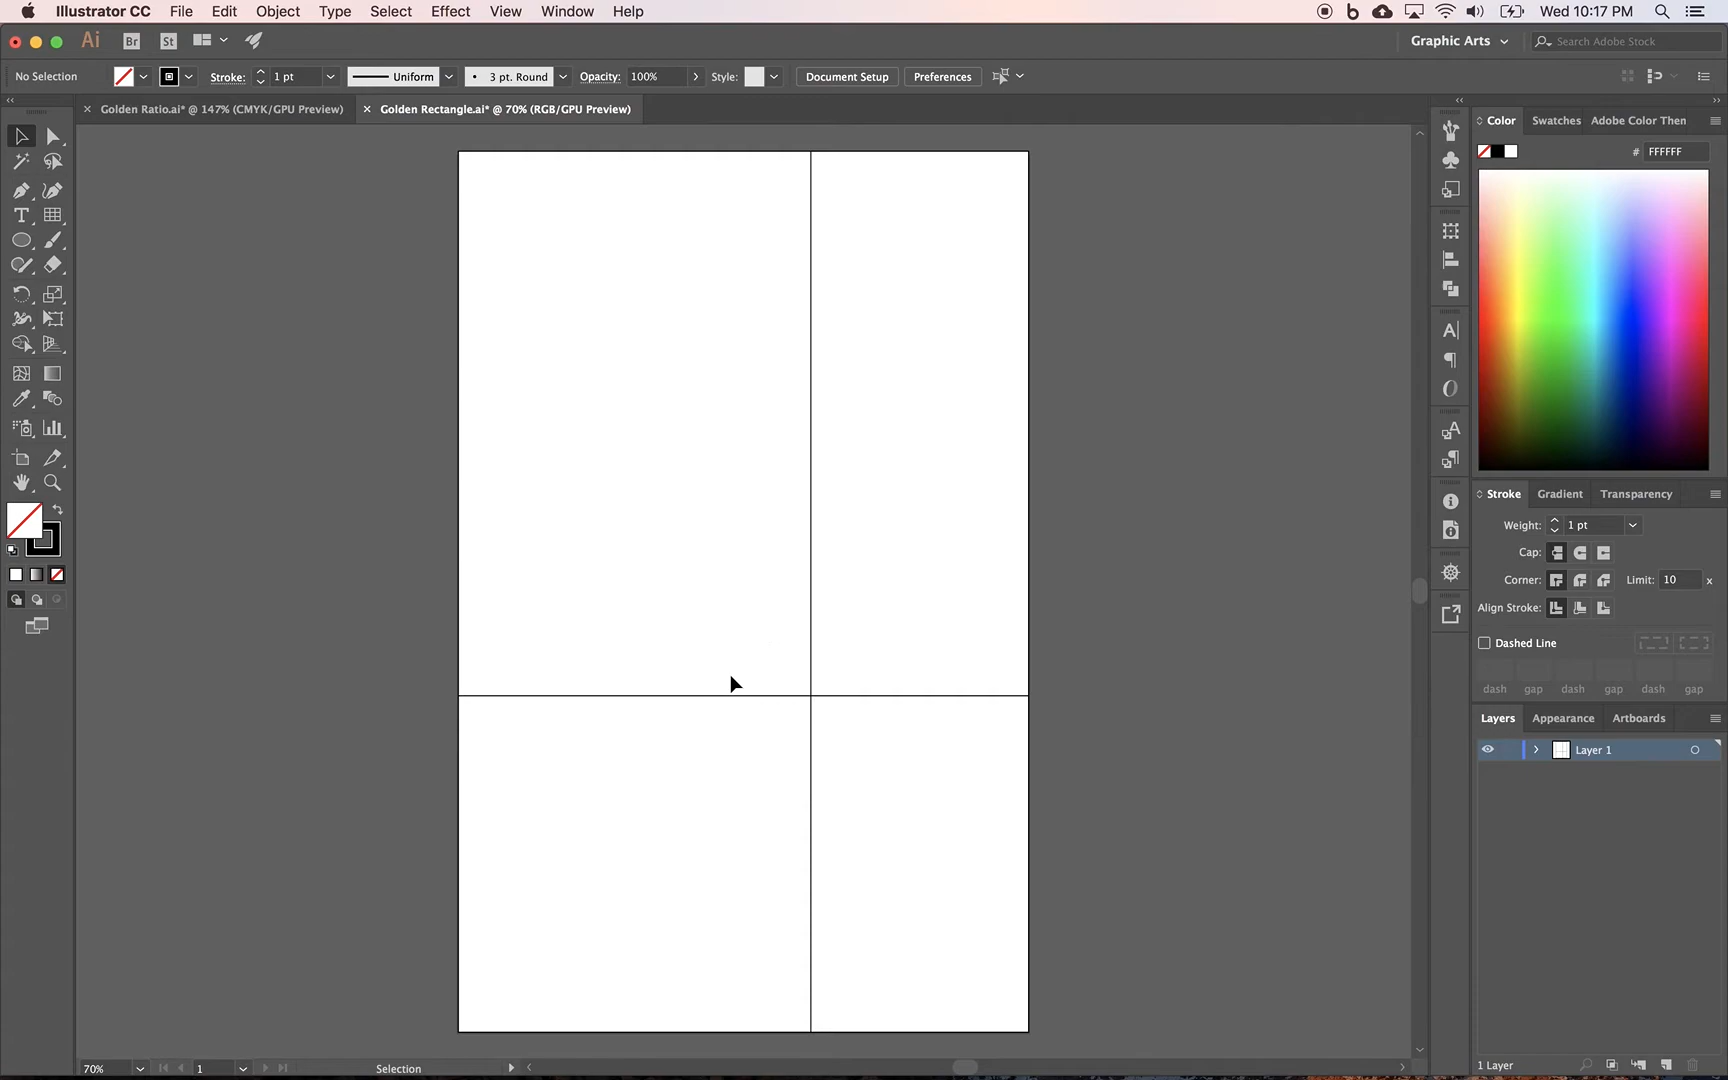 Illustrator CC File Edit Object Type Select Effect View Window Help Wed 10:17 PM
Ai Br St Graphic Arts Search Adobe Stock
No Selection Stroke: 1 pt Uniform 3 pt. Round Opacity: 100% Style: Document Setup Preferences
Golden Ratio.ai* @ 147% (CMYK/GPU Preview) Golden Rectangle.ai* @ 70% (RGB/GPU Preview)
Color Swatches Adobe Color Then
# FFFFFF
Stroke Gradient Transparency
Weight: 1 pt
Cap:
Corner: Limit: 10 x
Align Stroke:
Dashed Line
dash gap dash gap dash gap
Layers Appearance Artboards
Layer 1
1 Layer
70% 1 Selection